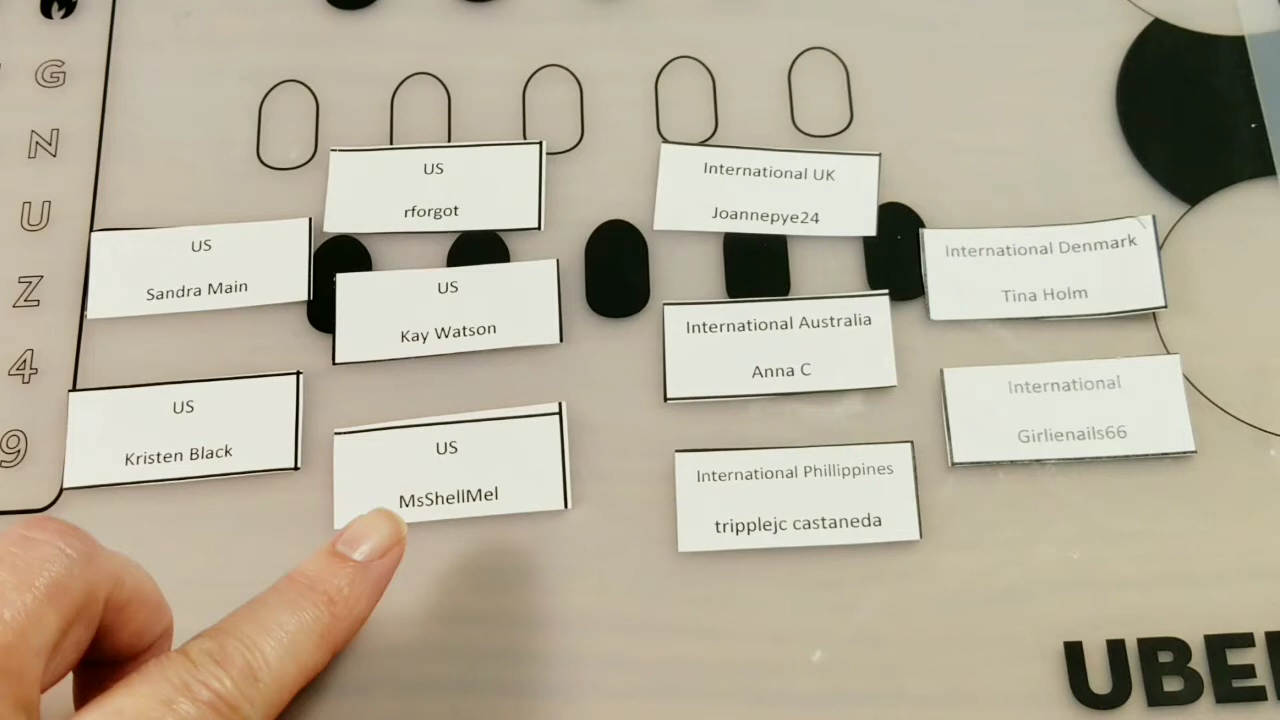 G
N
U
Z
4
9
US
rforgot
International UK
Joannepye24
US
Sandra Main
US
Kay Watson
International Australia
Anna C
International Denmark
Tina Holm
US
Kristen Black
US
MsShellMel
International Phillippines
tripplejc castaneda
International
Girlienails66